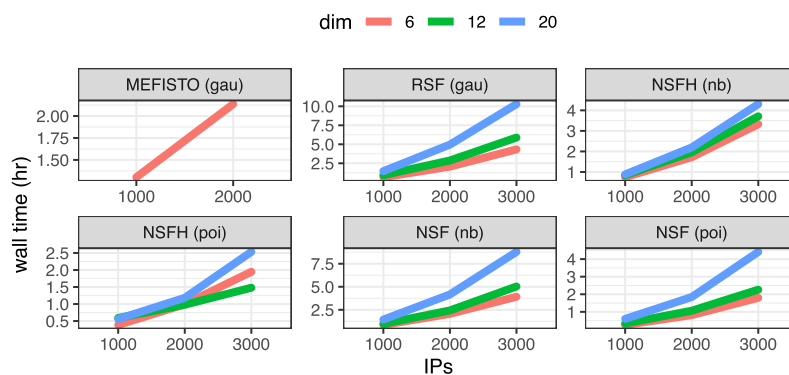 dim 6 12 20
MEFISTO (gau) RSF (gau) NSFH (nb)
2.00 10.0 4
1.75 7.5 3
1.50 5.0 2
2.5 1
1000 2000 1000 2000 3000 1000 2000 3000
wall time (hr)
NSFH (poi) NSF (nb) NSF (poi)
2.5 7.5 4
2.0 5.0 3
1.5 2.5 2
1.0 1
0.5
1000 2000 3000 1000 2000 3000 1000 2000 3000
IPs